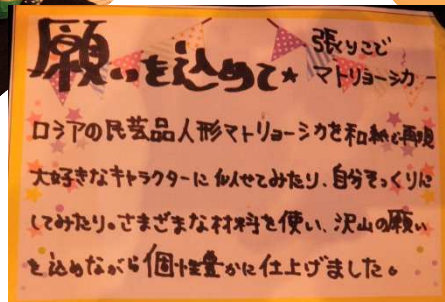 願いを込めて★
張りこで
マトリョーシカ
ロシアの民芸品人形マトリョーシカを和紙で再現
大好きなキャラクターに似せてみたり、自分そっくりに
してみたり。さまざまな材料を使い、沢山の願い
を込めながら個性豊かに仕上げました。